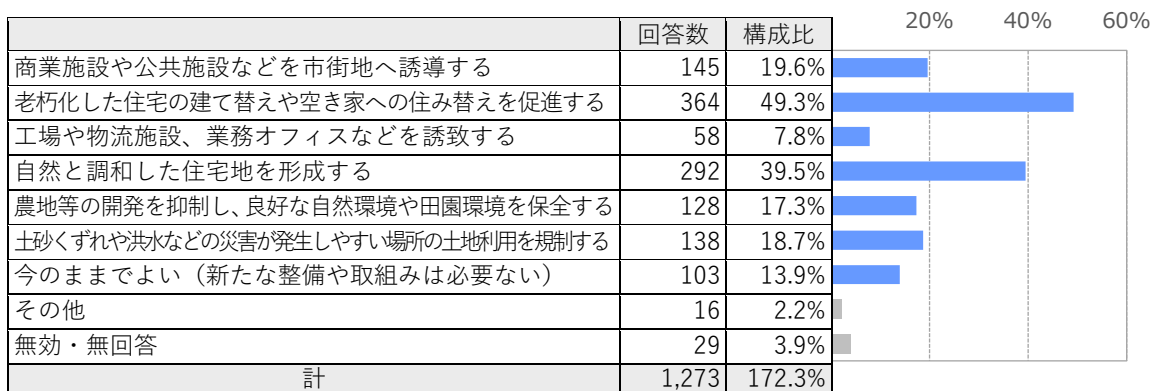 20% 40% 60%
回答数 構成比
商業施設や公共施設などを市街地へ誘導する 145 19.6%
老朽化した住宅の建て替えや空き家への住み替えを促進する 364 49.3%
工場や物流施設、業務オフィスなどを誘致する 58 7.8%
自然と調和した住宅地を形成する 292 39.5%
農地等の開発を抑制し、良好な自然環境や田園環境を保全する 128 17.3%
土砂くずれや洪水などの災害が発生しやすい場所の土地利用を規制する 138 18.7%
今のままでよい（新たな整備や取組みは必要ない） 103 13.9%
その他 16 2.2%
無効・無回答 29 3.9%
計 1,273 172.3%